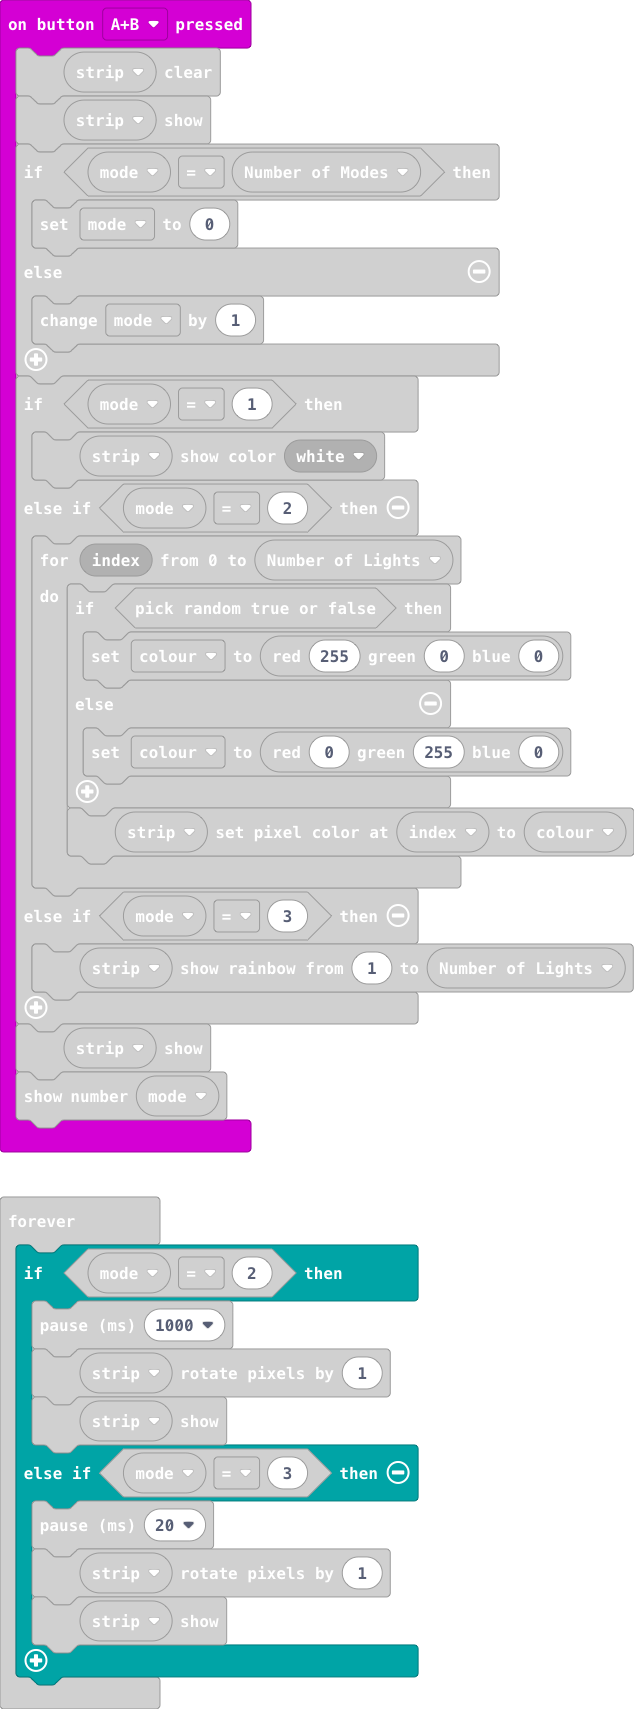 on button A+B pressed
strip clear
strip show
if mode = Number of Modes then
set mode to 0
else
change mode by 1
if mode = 1 then
strip show color white
else if mode = 2 then
for index from 0 to Number of Lights
do
if pick random true or false then
set colour to red 255 green 0 blue 0
else
set colour to red 0 green 255 blue 0
strip set pixel color at index to colour
else if mode = 3 then
strip show rainbow from 1 to Number of Lights
strip show
show number mode
forever
if mode = 2 then
pause (ms) 1000
strip rotate pixels by 1
strip show
else if mode = 3 then
pause (ms) 20
strip rotate pixels by 1
strip show